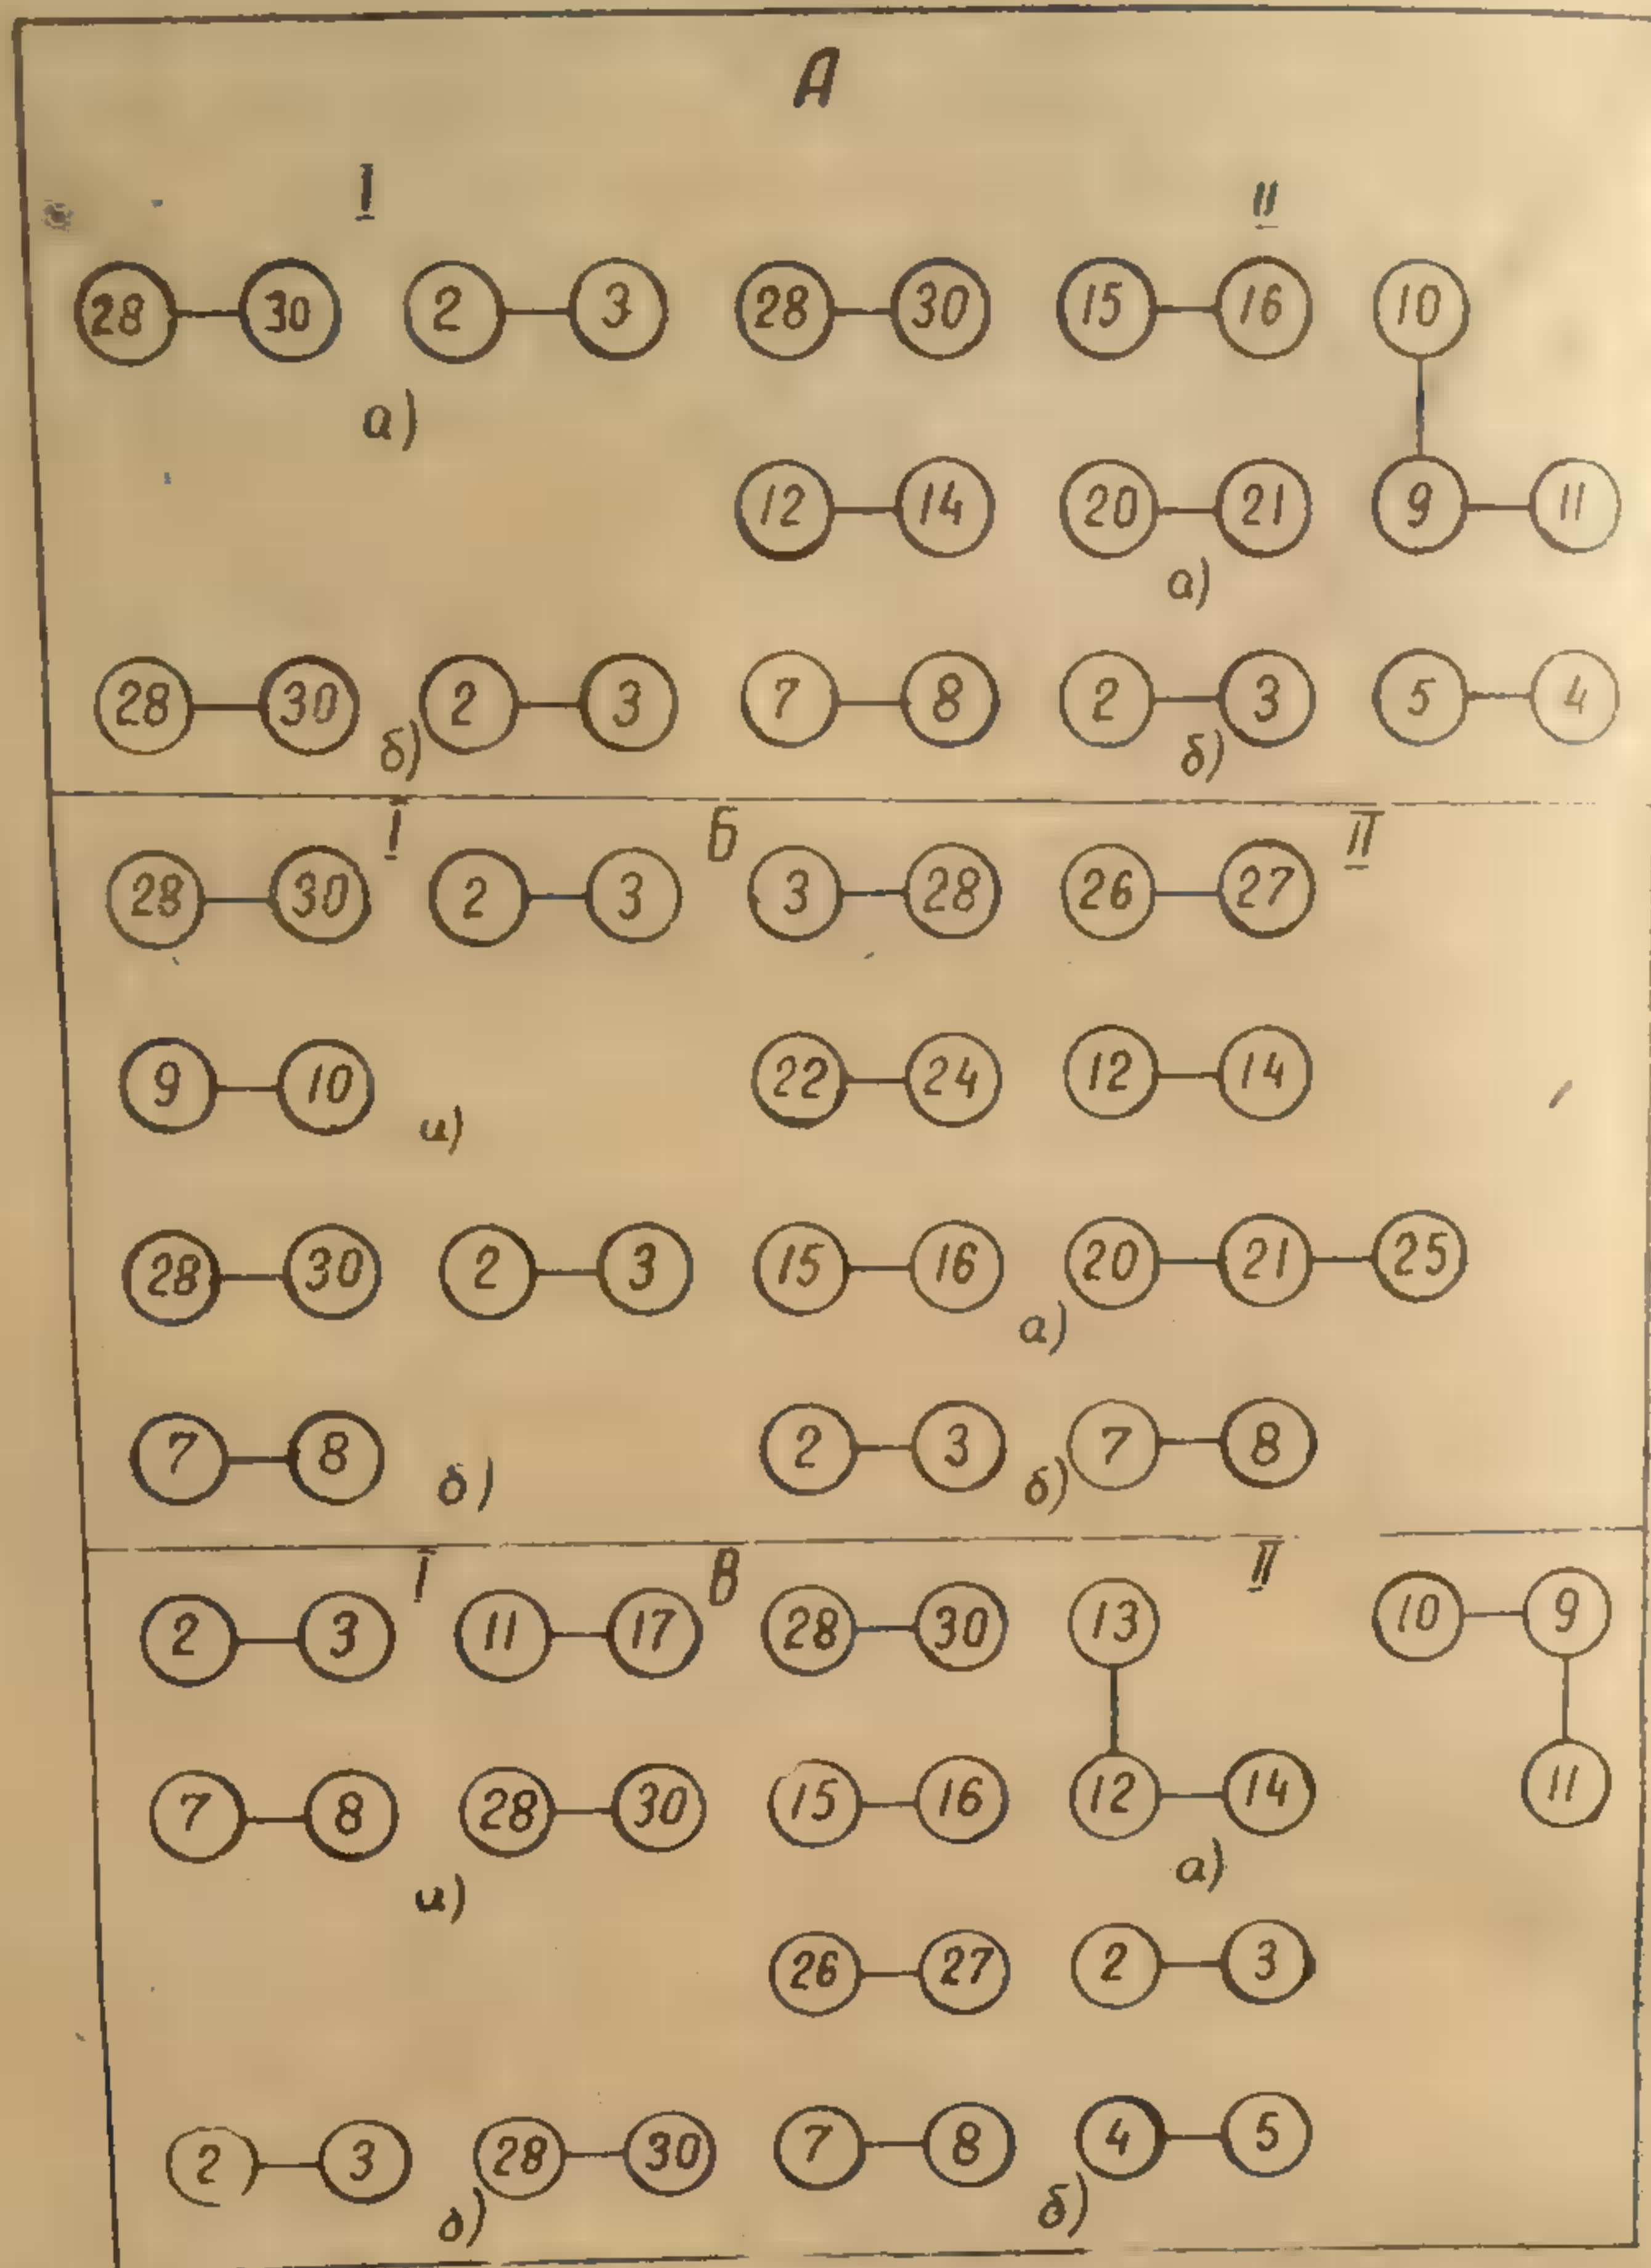 А
I II
28 30 2 3 28 30 15 16 10
а)
12 14 20 21 9 11
а)
28 30 2 3 7 8 2 3 5 4
б) б)
I Б II
28 30 2 3 3 28 26 27
9 10 22 24 12 14
а)
28 30 2 3 15 16 20 21 25
а)
7 8 2 3 7 8
б) б)
I В II
2 3 11 17 28 30 13 10 9
7 8 28 30 15 16 12 14 11
а) а)
26 27 2 3
2 3 28 30 7 8 4 5
б) б)